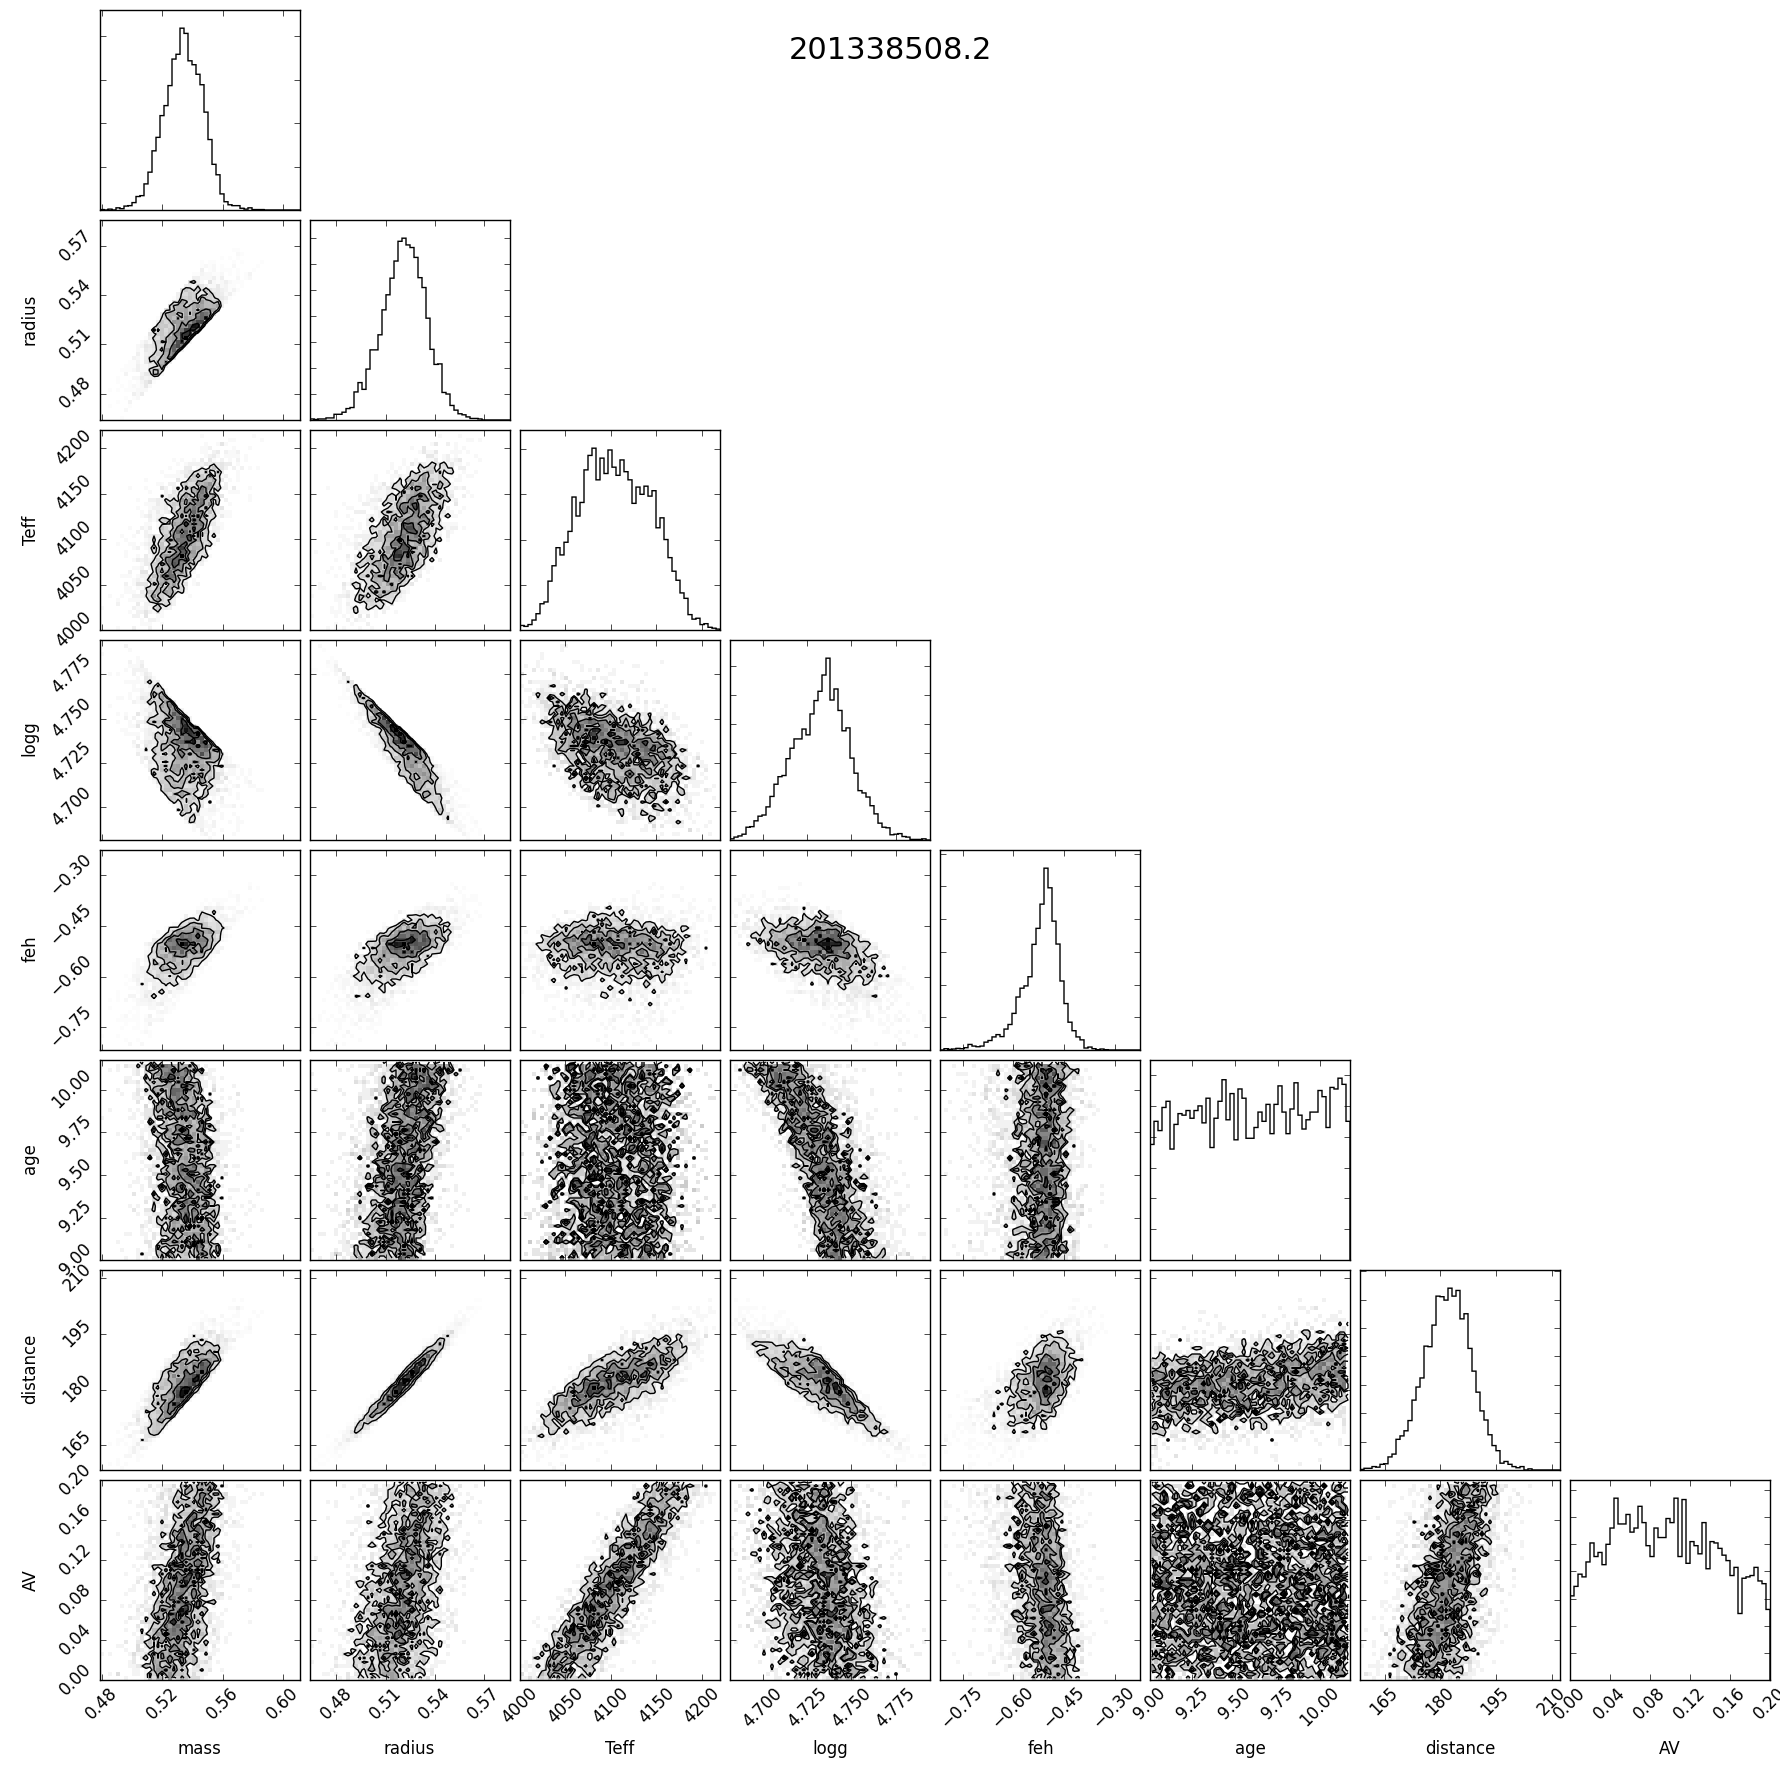 201338508.2
radius
0.57
0.54
0.51
0.48
Teff
4200
4150
4100
4050
4000
logg
4.775
4.750
4.725
4.700
feh
−0.30
−0.45
−0.60
−0.75
age
10.00
9.75
9.50
9.25
9.00
distance
210
195
180
165
AV
0.20
0.16
0.12
0.08
0.04
0.00
0.48 0.52 0.56 0.60
0.48 0.51 0.54 0.57
4000 4050 4100 4150 4200
4.700 4.725 4.750 4.775
−0.75 −0.60 −0.45 −0.30
9.00 9.25 9.50 9.75 10.00
165 180 195 210
0.00 0.04 0.08 0.12 0.16 0.20
mass radius Teff logg feh age distance AV